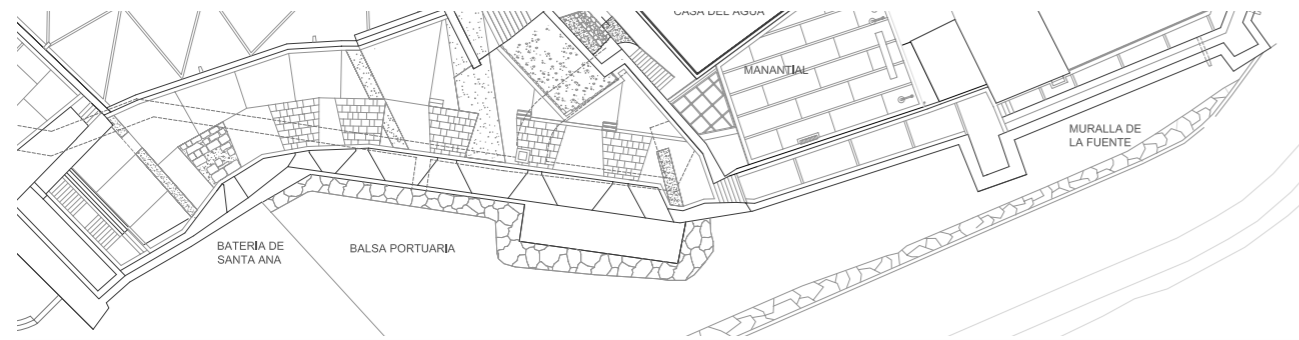 CASA DEL AGUA
MANANTIAL
MURALLA DE
LA FUENTE
BATERIA DE
SANTA ANA
BALSA PORTUARIA